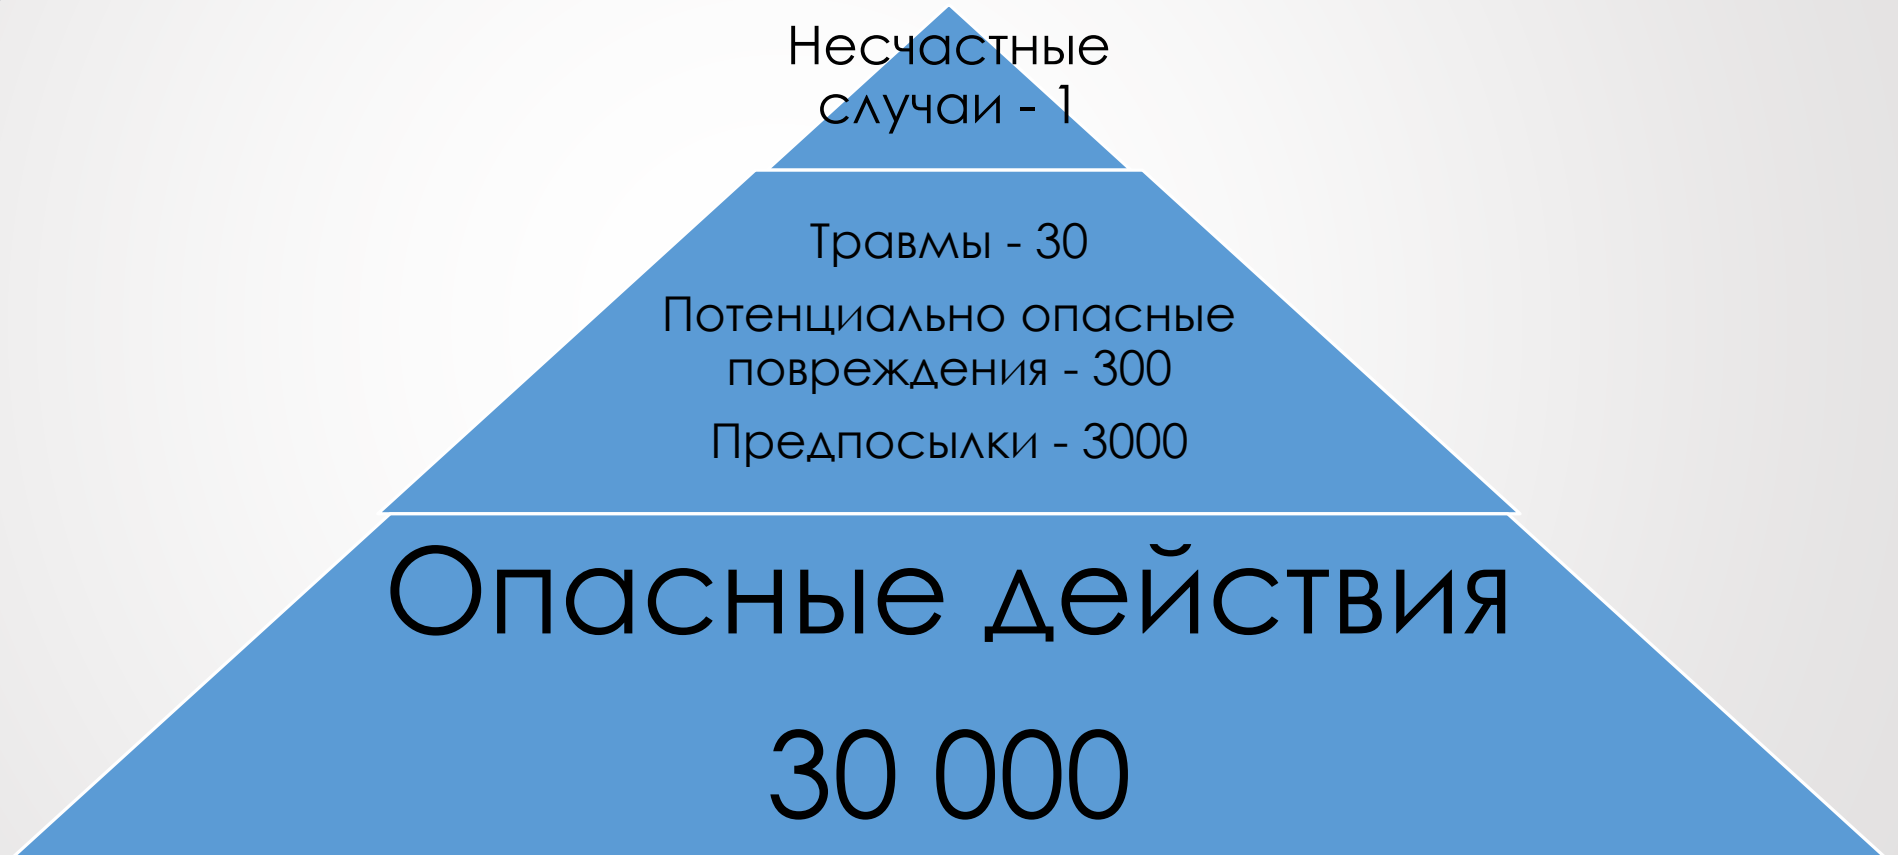 Несчастные
случаи - 1
Травмы - 30
Потенциально опасные
повреждения - 300
Предпосылки - 3000
Опасные действия
30 000